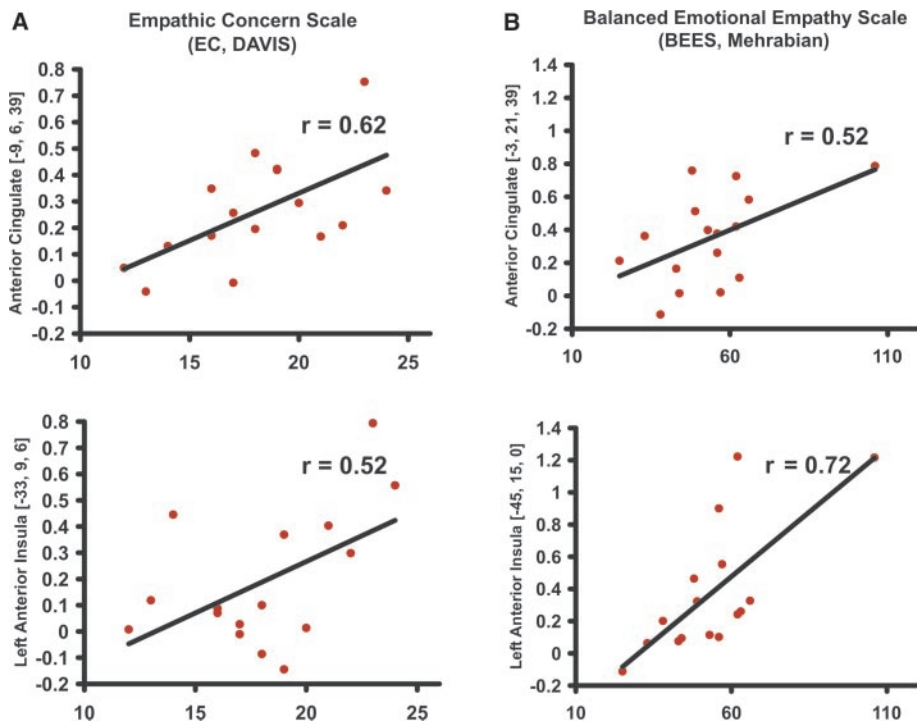 A
Empathic Concern Scale
(EC, DAVIS)
Anterior Cingulate [-9, 6, 39]
0.8
0.7
0.6
0.5
0.4
0.3
0.2
0.1
0
-0.1
-0.2
r = 0.62
10 15 20 25
B
Balanced Emotional Empathy Scale
(BEES, Mehrabian)
Anterior Cingulate [-3, 21, 39]
1.4
1.2
1
0.8
0.6
0.4
0.2
0
-0.2
r = 0.52
10 60 110
Left Anterior Insula [-33, 9, 6]
0.8
0.7
0.6
0.5
0.4
0.3
0.2
0.1
0
-0.1
-0.2
r = 0.52
10 15 20 25
Left Anterior Insula [-45, 15, 0]
1.4
1.2
1
0.8
0.6
0.4
0.2
0
-0.2
r = 0.72
10 60 110